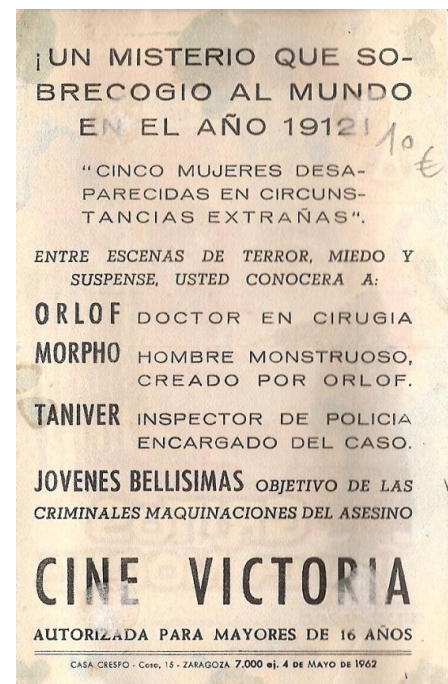 ¡UN MISTERIO QUE SO-
BRECOGIO AL MUNDO
EN EL AÑO 1912!
10 €
"CINCO MUJERES DESA-
PARECIDAS EN CIRCUNS-
TANCIAS EXTRAÑAS".
ENTRE ESCENAS DE TERROR, MIEDO Y
SUSPENSE, USTED CONOCERA A:
ORLOF DOCTOR EN CIRUGIA
MORPHO HOMBRE MONSTRUOSO,
CREADO POR ORLOF.
TANIVER INSPECTOR DE POLICIA
ENCARGADO DEL CASO.
JOVENES BELLISIMAS OBJETIVO DE LAS
CRIMINALES MAQUINACIONES DEL ASESINO
CINE VICTORIA
AUTORIZADA PARA MAYORES DE 16 AÑOS
CASA CRESPO - Coso, 15 - ZARAGOZA 7.000 ej. 4 DE MAYO DE 1962